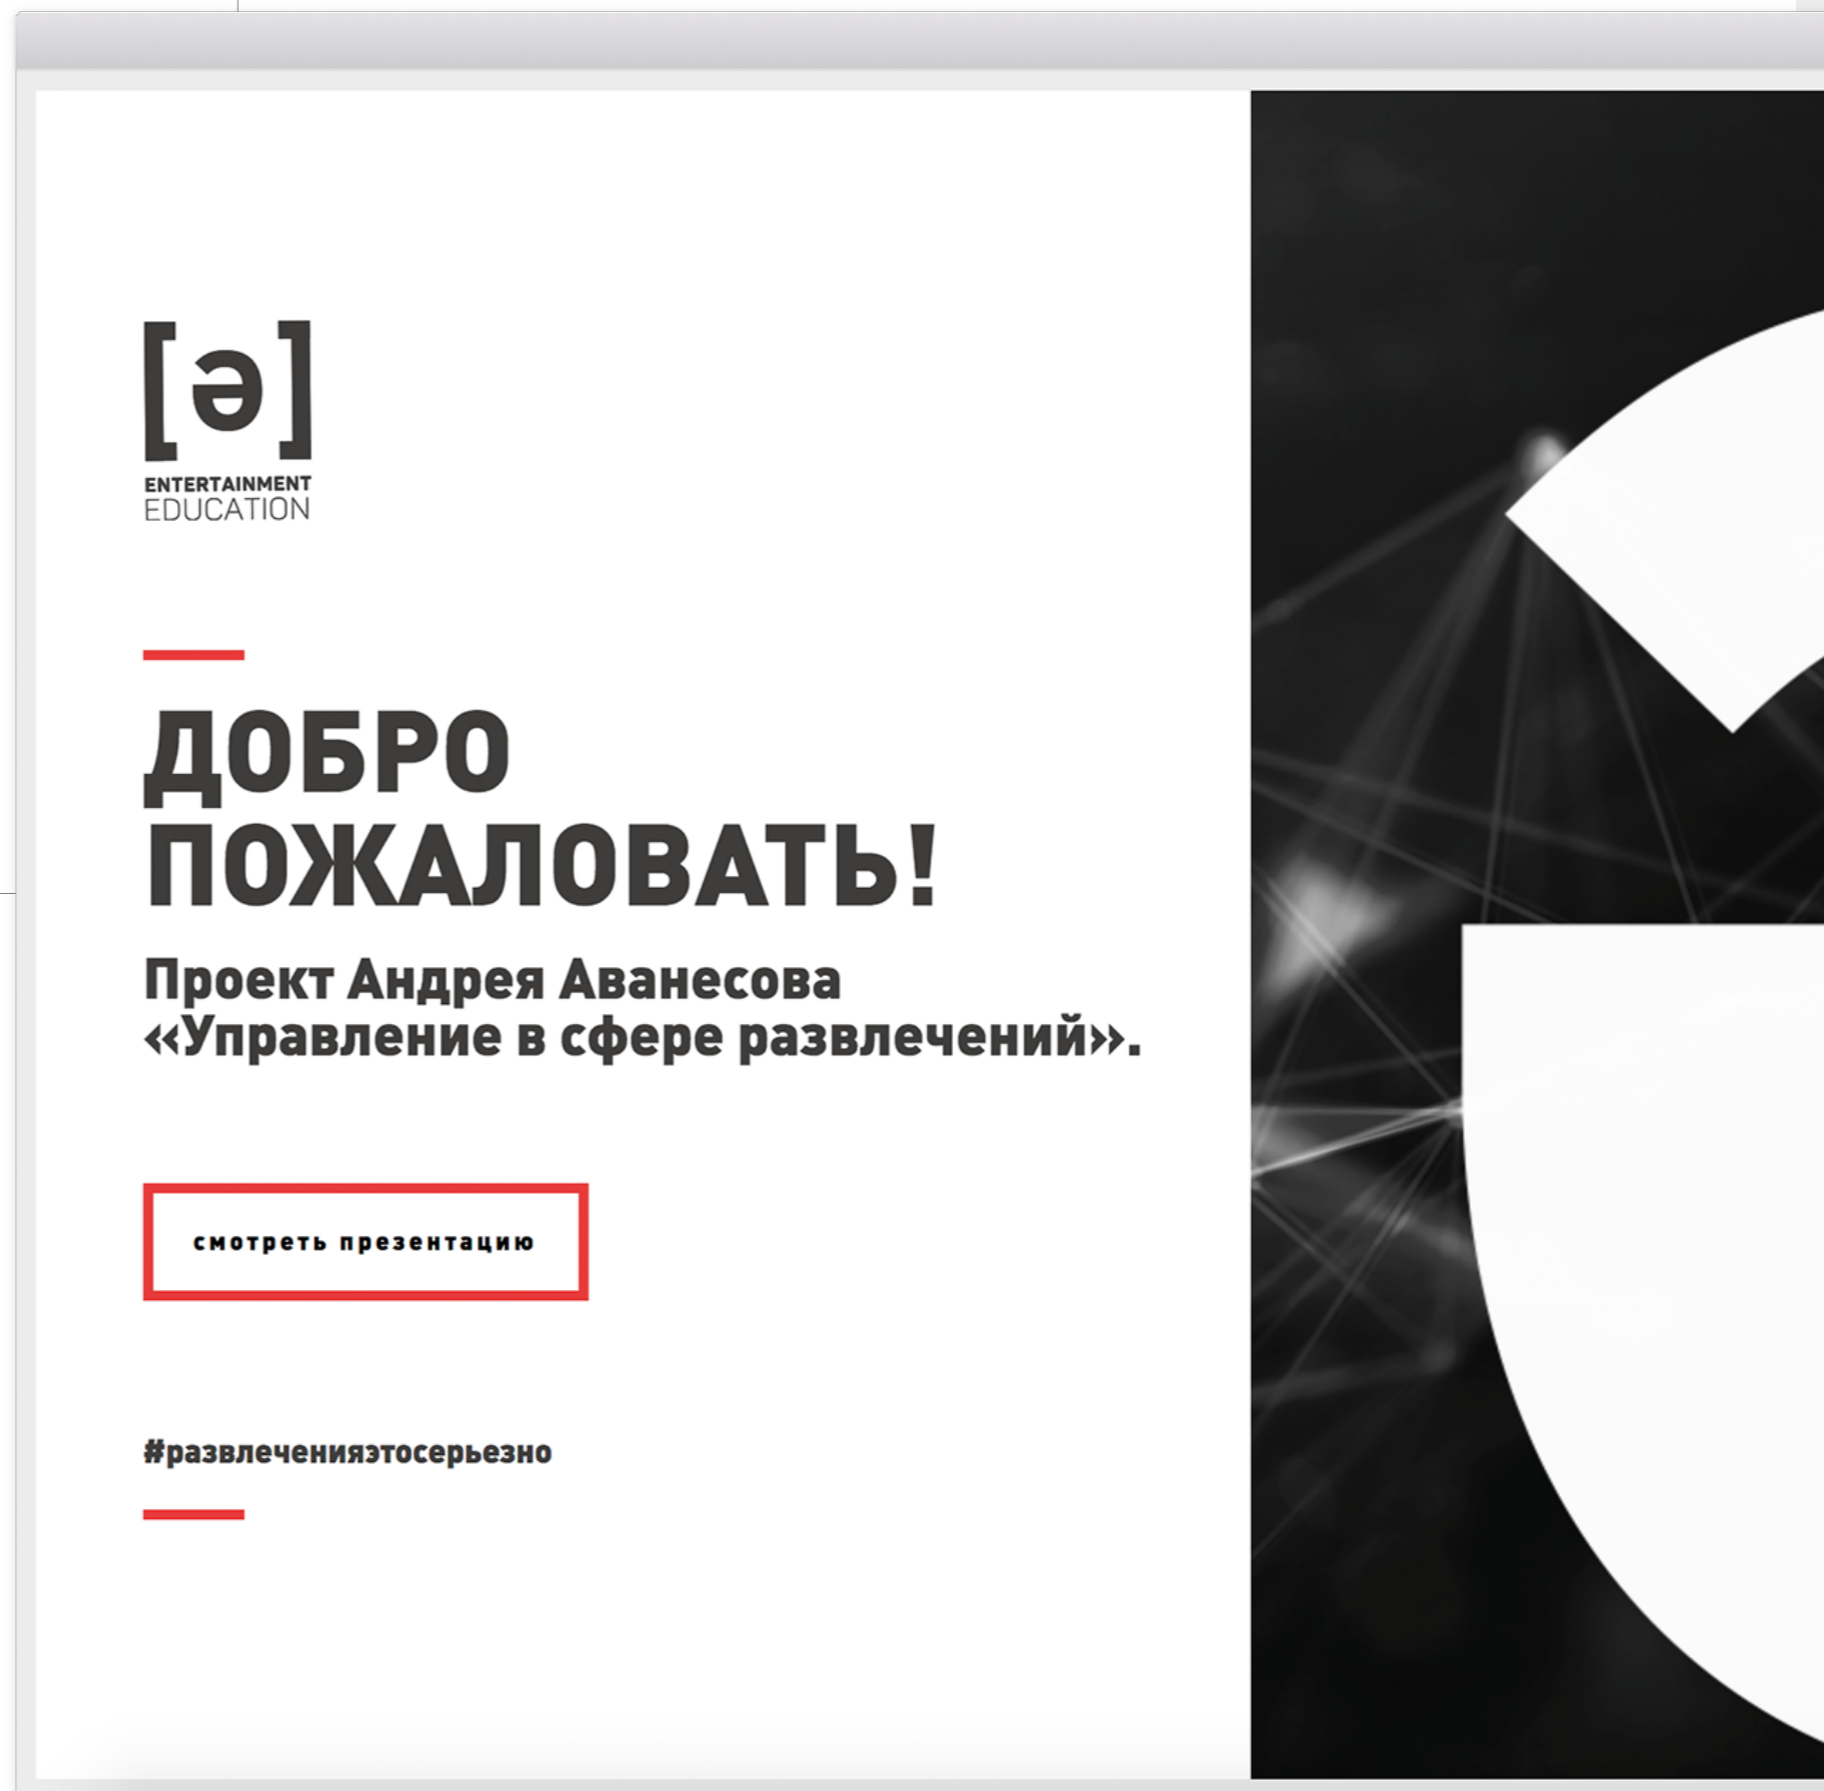 [ə]
ENTERTAINMENT
EDUCATION
ДОБРО
ПОЖАЛОВАТЬ!
Проект Андрея Аванесова
«Управление в сфере развлечений».
смотреть презентацию
#развлеченияэтосерьезно